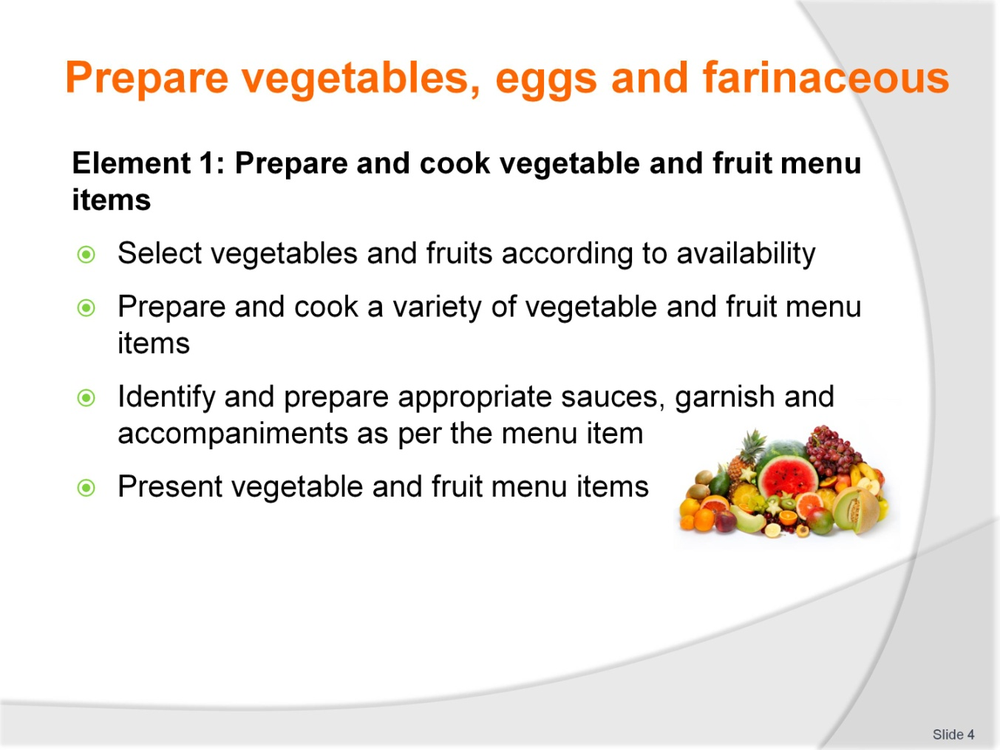 Prepare vegetables, eggs and farinaceous
Element 1: Prepare and cook vegetable and fruit menu
items
Select vegetables and fruits according to availability
Prepare and cook a variety of vegetable and fruit menu
items
Identify and prepare appropriate sauces, garnish and
accompaniments as per the menu item
Present vegetable and fruit menu items
Slide 4